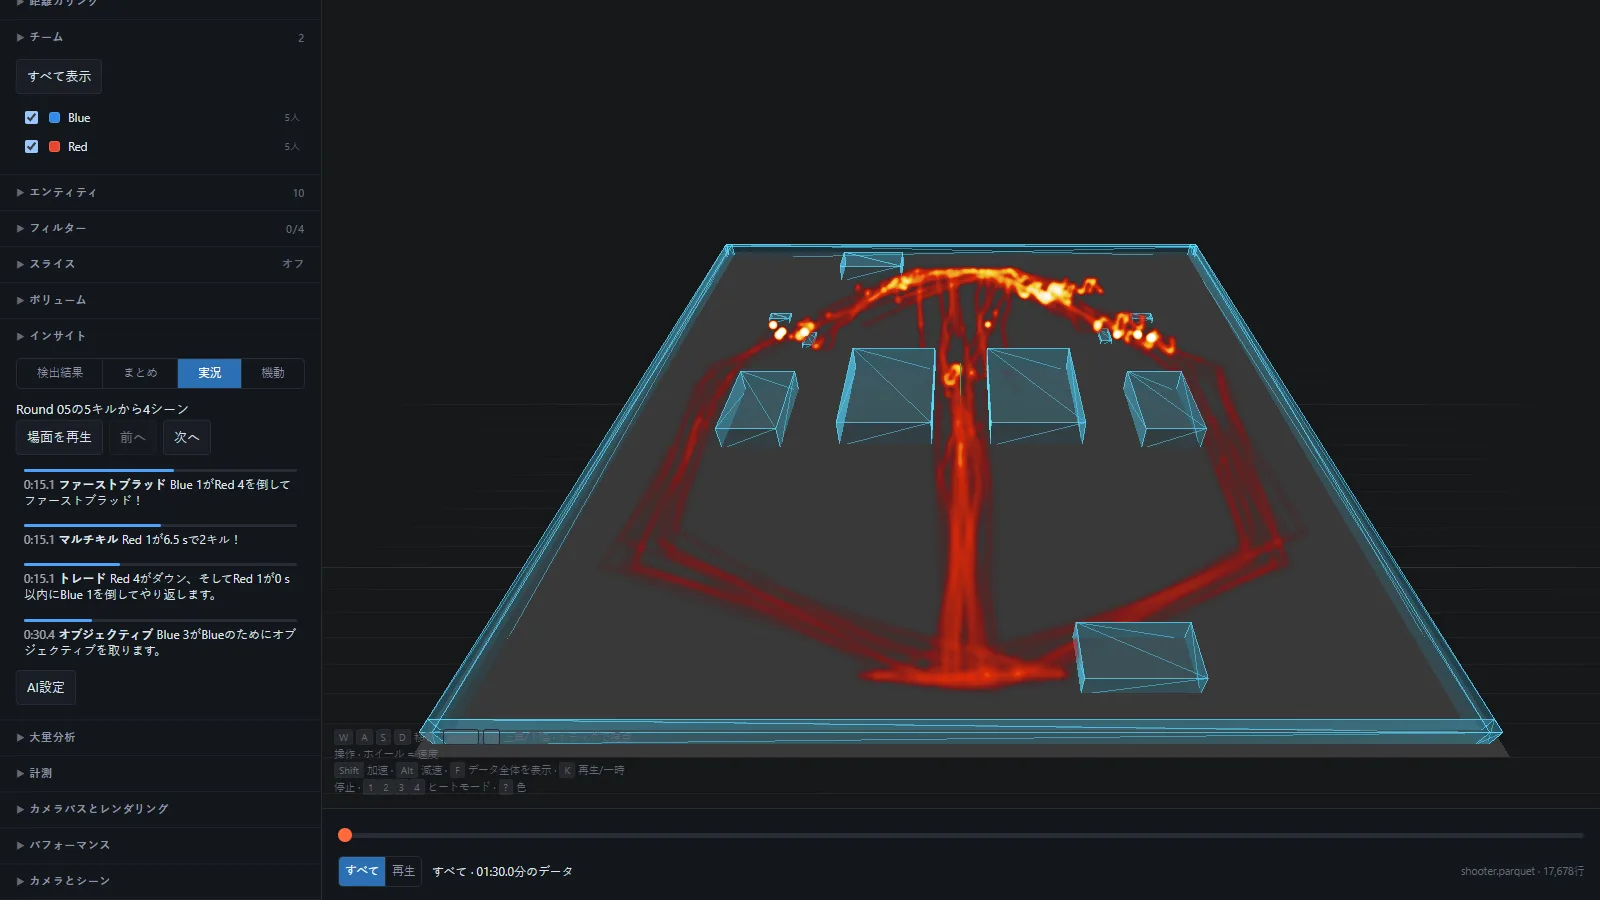 ▶ 距離カリング
▶ チーム 2
すべて表示
Blue 5人
Red 5人
▶ エンティティ 10
▶ フィルター 0/4
▶ スライス オフ
▶ ボリューム
▶ インサイト
検出結果 まとめ 実況 機動
Round 05の5キルから4シーン
場面を再生 前へ 次へ
0:15.1 ファーストブラッド Blue 1がRed 4を倒して
ファーストブラッド！
0:15.1 マルチキル Red 1が6.5 sで2キル！
0:15.1 トレード Red 4がダウン、そしてRed 1が0 s
以内にBlue 1を倒してやり返します。
0:30.4 オブジェクティブ Blue 3がBlueのためにオブ
ジェクティブを取ります。
AI設定
▶ 大量分析
▶ 計測
▶ カメラパスとレンダリング
▶ パフォーマンス
▶ カメラとシーン
W A S D
操作 · ホイール = 速度
Shift 加速 · Alt 減速 · F データ全体を表示 · K 再生/一時
停止 · 1 2 3 4 ヒートモード · ? 色
すべて 再生 すべて · 01:30.0分のデータ
shooter.parquet · 17,678行